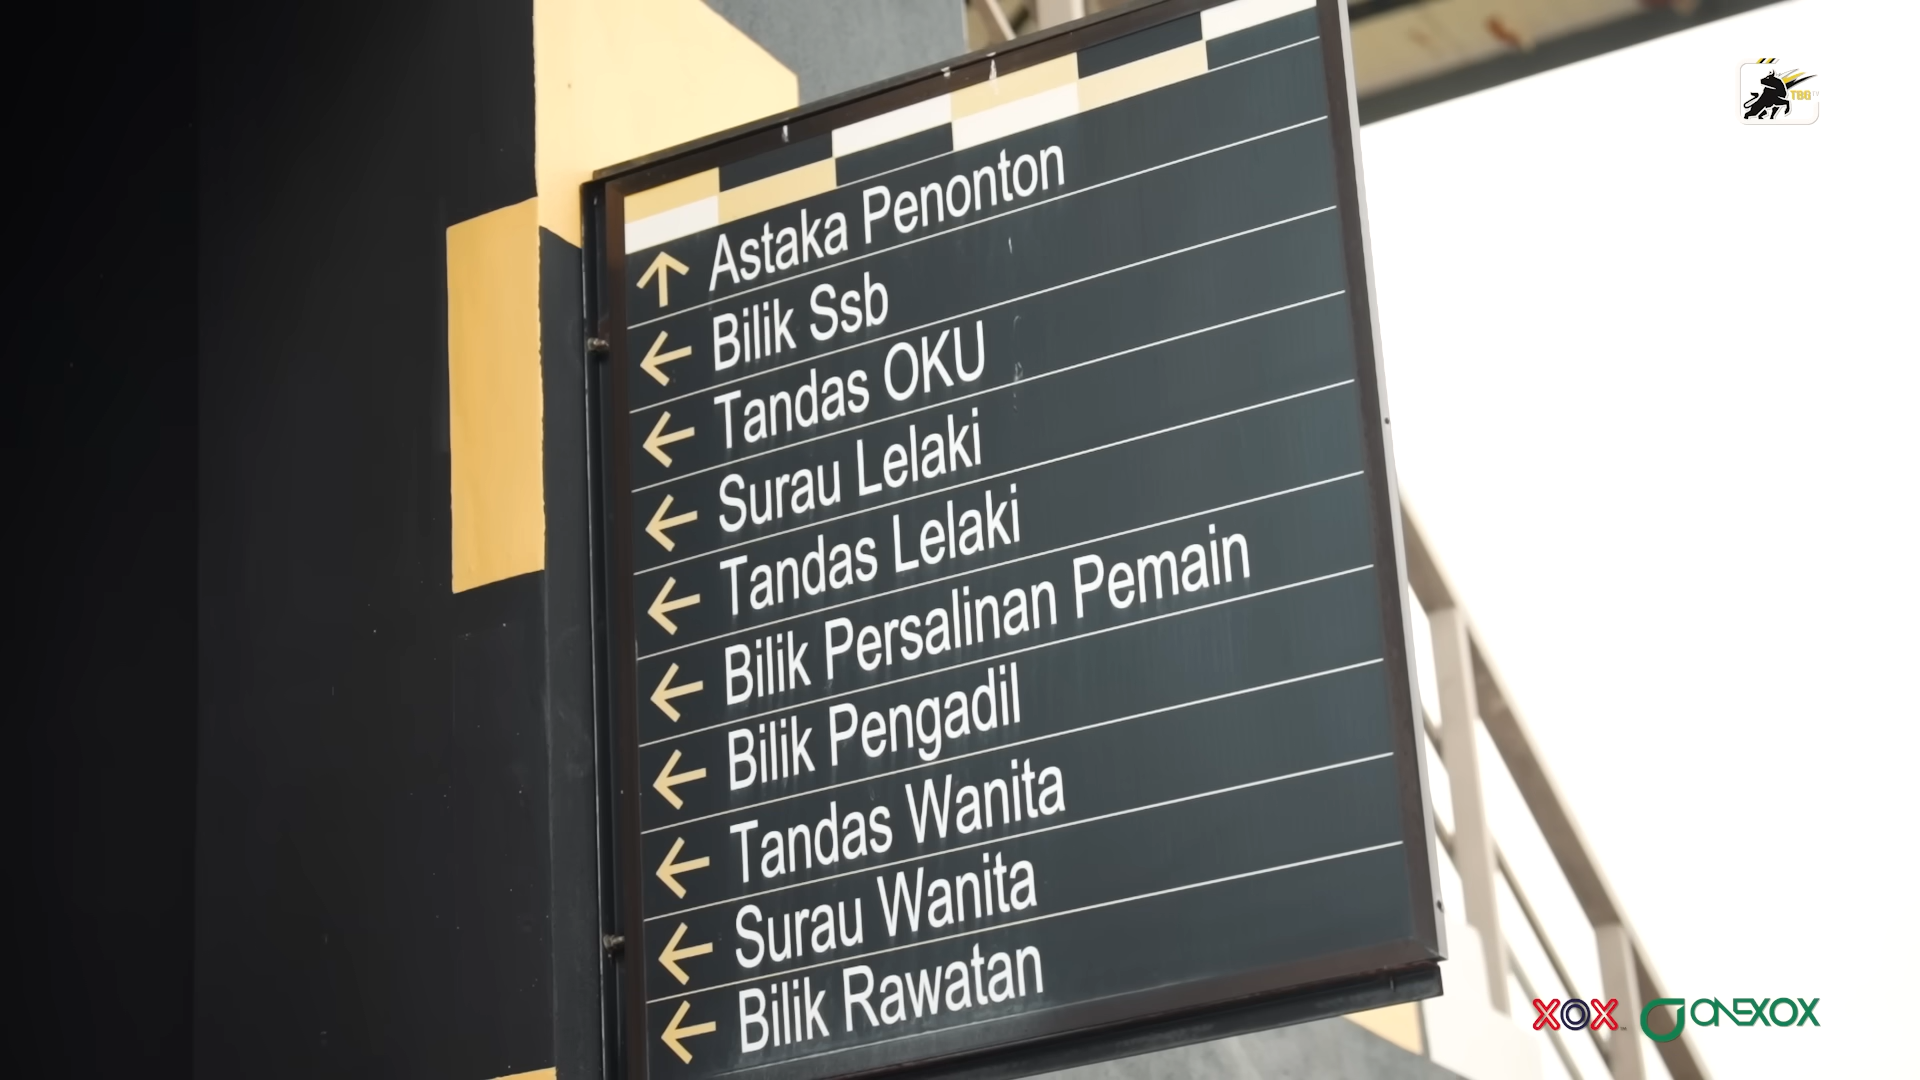 TBG
Astaka Penonton
Bilik Ssb
Tandas OKU
Surau Lelaki
Tandas Lelaki
Bilik Persalinan Pemain
Bilik Pengadil
Tandas Wanita
Surau Wanita
Bilik Rawatan
XOX ONEXOX